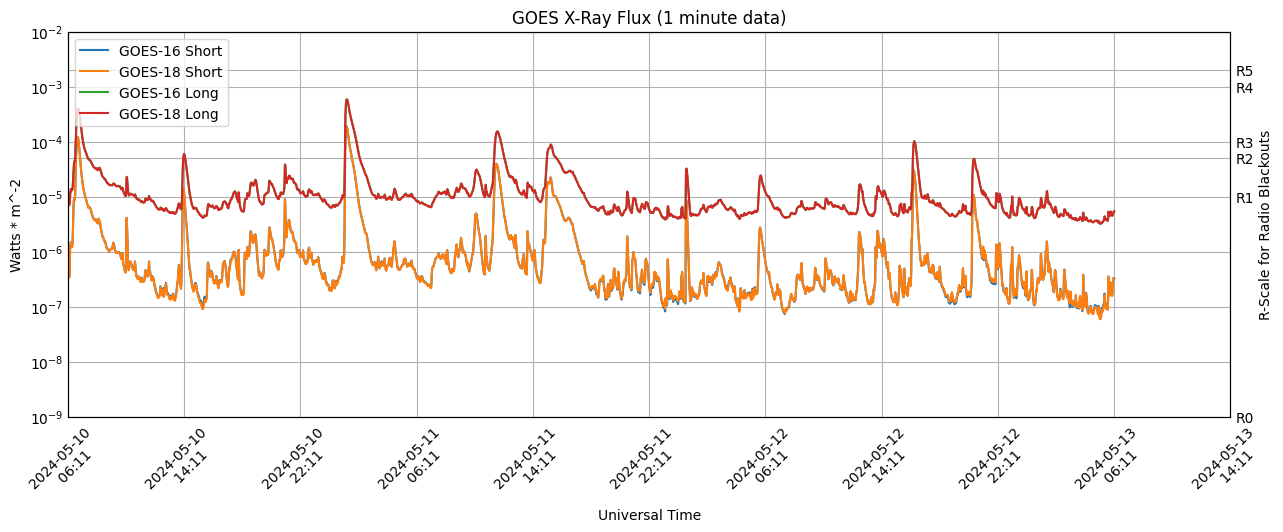 GOES X-Ray Flux (1 minute data)
GOES-16 Short
GOES-18 Short
GOES-16 Long
GOES-18 Long
10^-2
10^-3
10^-4
10^-5
10^-6
10^-7
10^-8
10^-9
Watts * m^-2
R5
R4
R3
R2
R1
R0
R-Scale for Radio Blackouts
2024-05-10
06:11
2024-05-10
14:11
2024-05-10
22:11
2024-05-11
06:11
2024-05-11
14:11
2024-05-11
22:11
2024-05-12
06:11
2024-05-12
14:11
2024-05-12
22:11
2024-05-13
06:11
2024-05-13
14:11
Universal Time